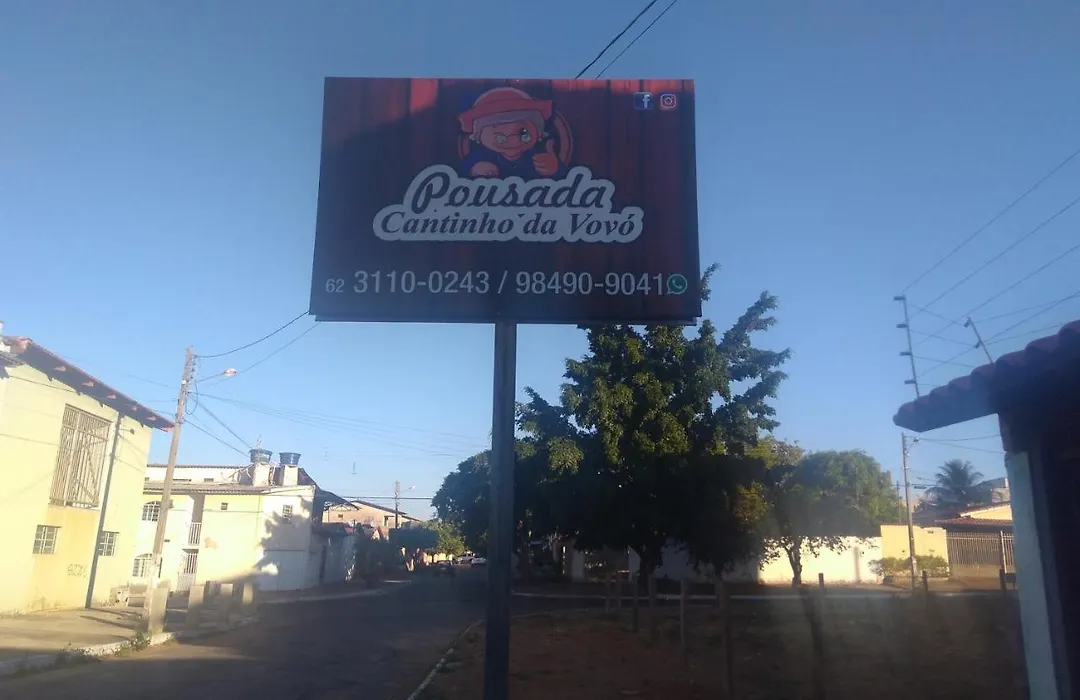 Pousada
Cantinho da Vovó
62 3110-0243 / 98490-9041